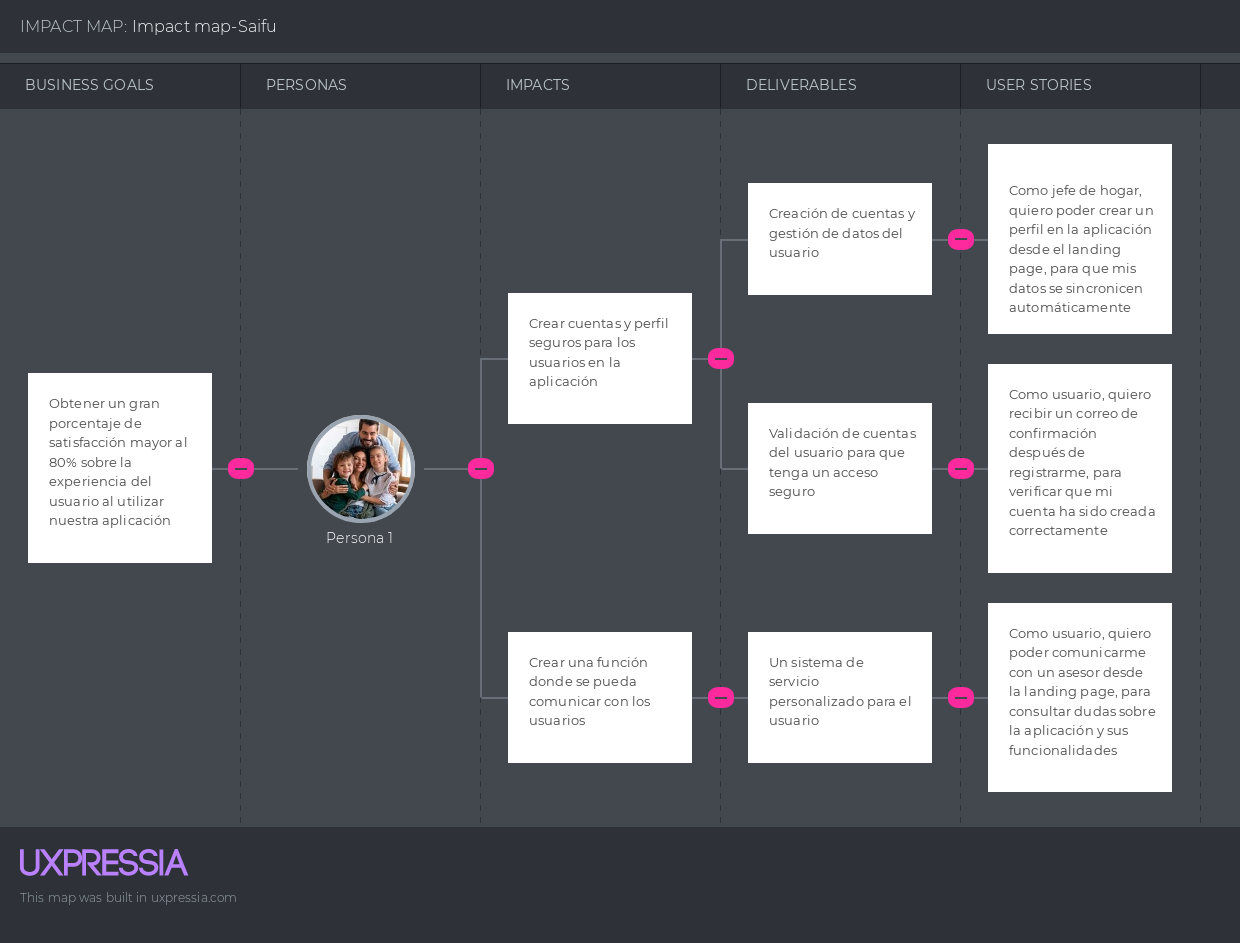 IMPACT MAP: Impact map-Saifu
BUSINESS GOALS
PERSONAS
IMPACTS
DELIVERABLES
USER STORIES
Obtener un gran
porcentaje de
satisfacción mayor al
80% sobre la
experiencia del
usuario al utilizar
nuestra aplicación
Persona 1
Crear cuentas y perfil
seguros para los
usuarios en la
aplicación
Crear una función
donde se pueda
comunicar con los
usuarios
Creación de cuentas y
gestión de datos del
usuario
Validación de cuentas
del usuario para que
tenga un acceso
seguro
Un sistema de
servicio
personalizado para el
usuario
Como jefe de hogar,
quiero poder crear un
perfil en la aplicación
desde el landing
page, para que mis
datos se sincronicen
automáticamente
Como usuario, quiero
recibir un correo de
confirmación
después de
registrarme, para
verificar que mi
cuenta ha sido creada
correctamente
Como usuario, quiero
poder comunicarme
con un asesor desde
la landing page, para
consultar dudas sobre
la aplicación y sus
funcionalidades
UXPRESSIA
This map was built in uxpressia.com